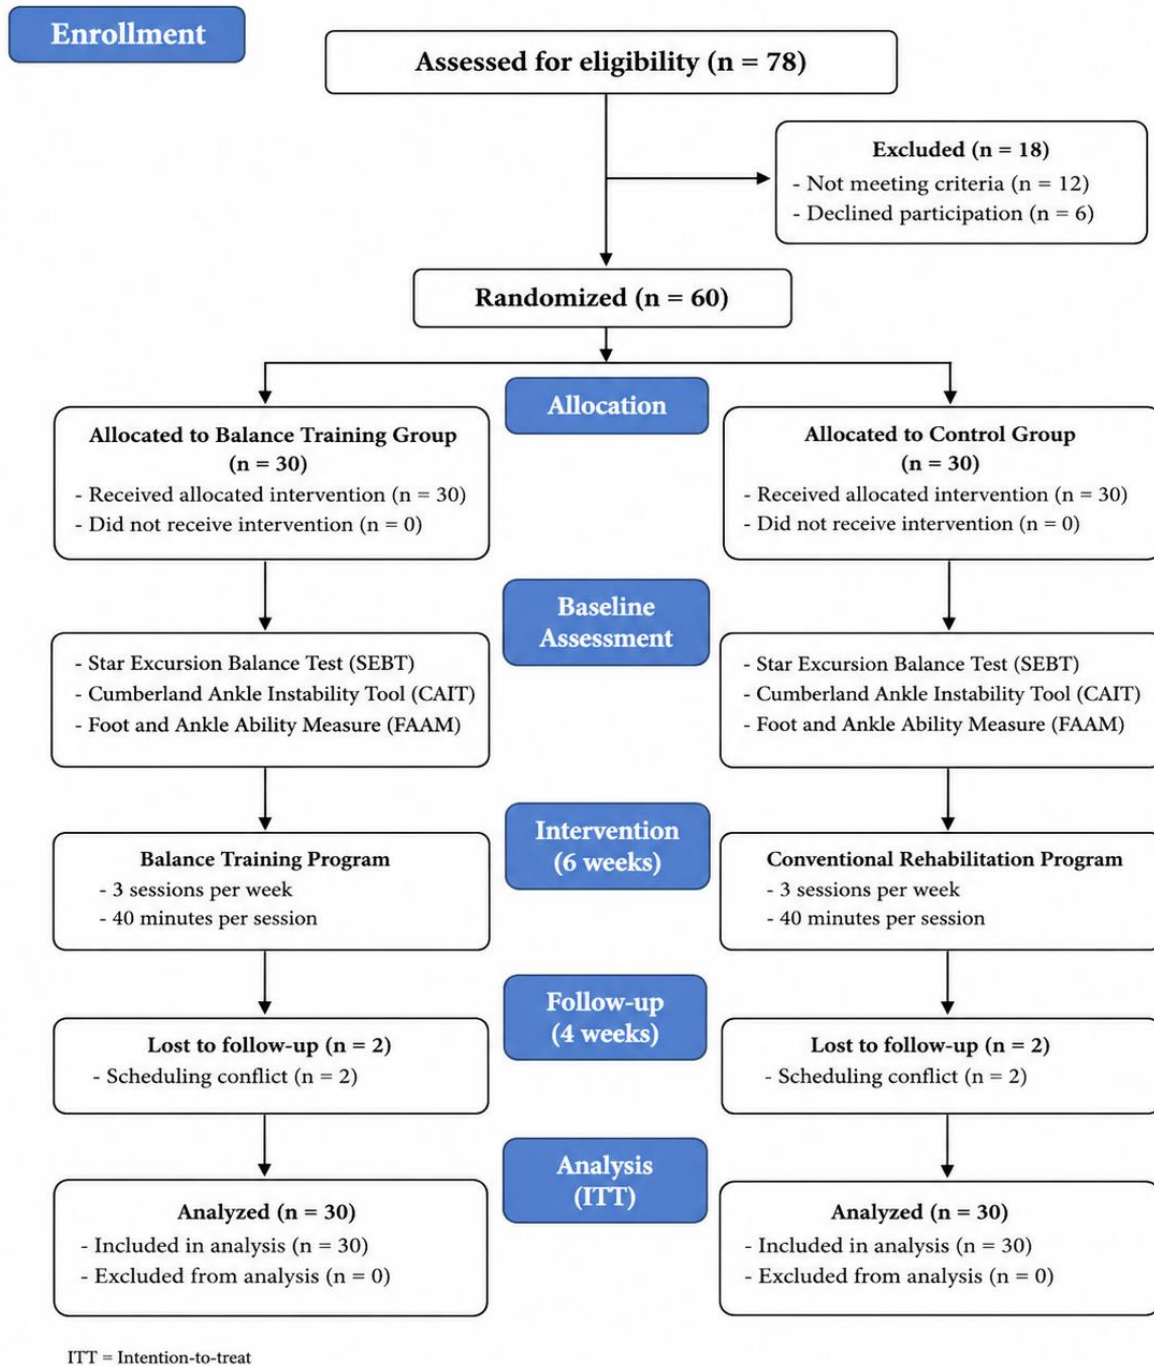 Enrollment
Assessed for eligibility (n = 78)
Excluded (n = 18)
- Not meeting criteria (n = 12)
- Declined participation (n = 6)
Randomized (n = 60)
Allocation
Allocated to Balance Training Group
(n = 30)
- Received allocated intervention (n = 30)
- Did not receive intervention (n = 0)
Allocated to Control Group
(n = 30)
- Received allocated intervention (n = 30)
- Did not receive intervention (n = 0)
Baseline
Assessment
- Star Excursion Balance Test (SEBT)
- Cumberland Ankle Instability Tool (CAIT)
- Foot and Ankle Ability Measure (FAAM)
- Star Excursion Balance Test (SEBT)
- Cumberland Ankle Instability Tool (CAIT)
- Foot and Ankle Ability Measure (FAAM)
Intervention
(6 weeks)
Balance Training Program
- 3 sessions per week
- 40 minutes per session
Conventional Rehabilitation Program
- 3 sessions per week
- 40 minutes per session
Follow-up
(4 weeks)
Lost to follow-up (n = 2)
- Scheduling conflict (n = 2)
Lost to follow-up (n = 2)
- Scheduling conflict (n = 2)
Analysis
(ITT)
Analyzed (n = 30)
- Included in analysis (n = 30)
- Excluded from analysis (n = 0)
Analyzed (n = 30)
- Included in analysis (n = 30)
- Excluded from analysis (n = 0)
ITT = Intention-to-treat